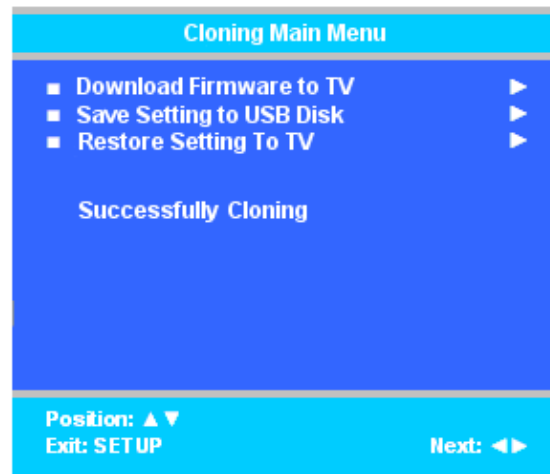 Cloning Main Menu
■ Download Firmware to TV ▶
■ Save Setting to USB Disk ▶
■ Restore Setting To TV ▶
Successfully Cloning
Position: ▲▼
Exit: SETUP Next: ◀▶